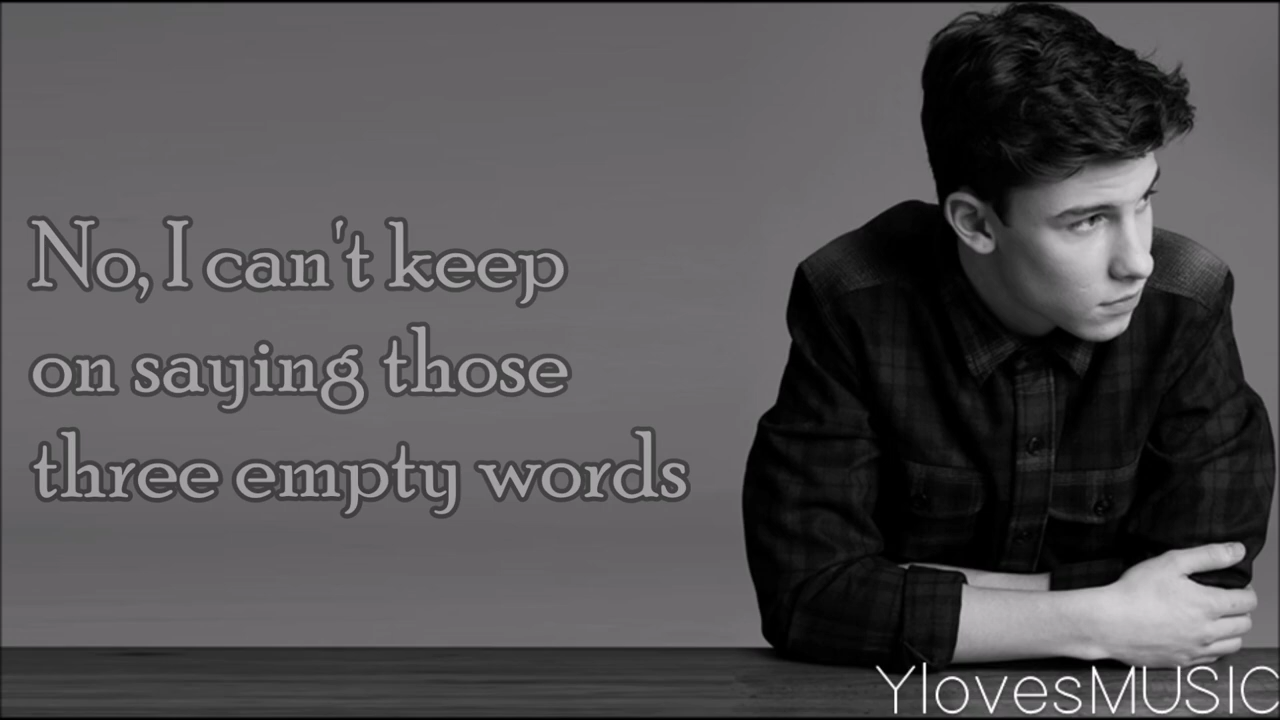 No, I can't keep
on saying those
three empty words
YlovesMUSIC